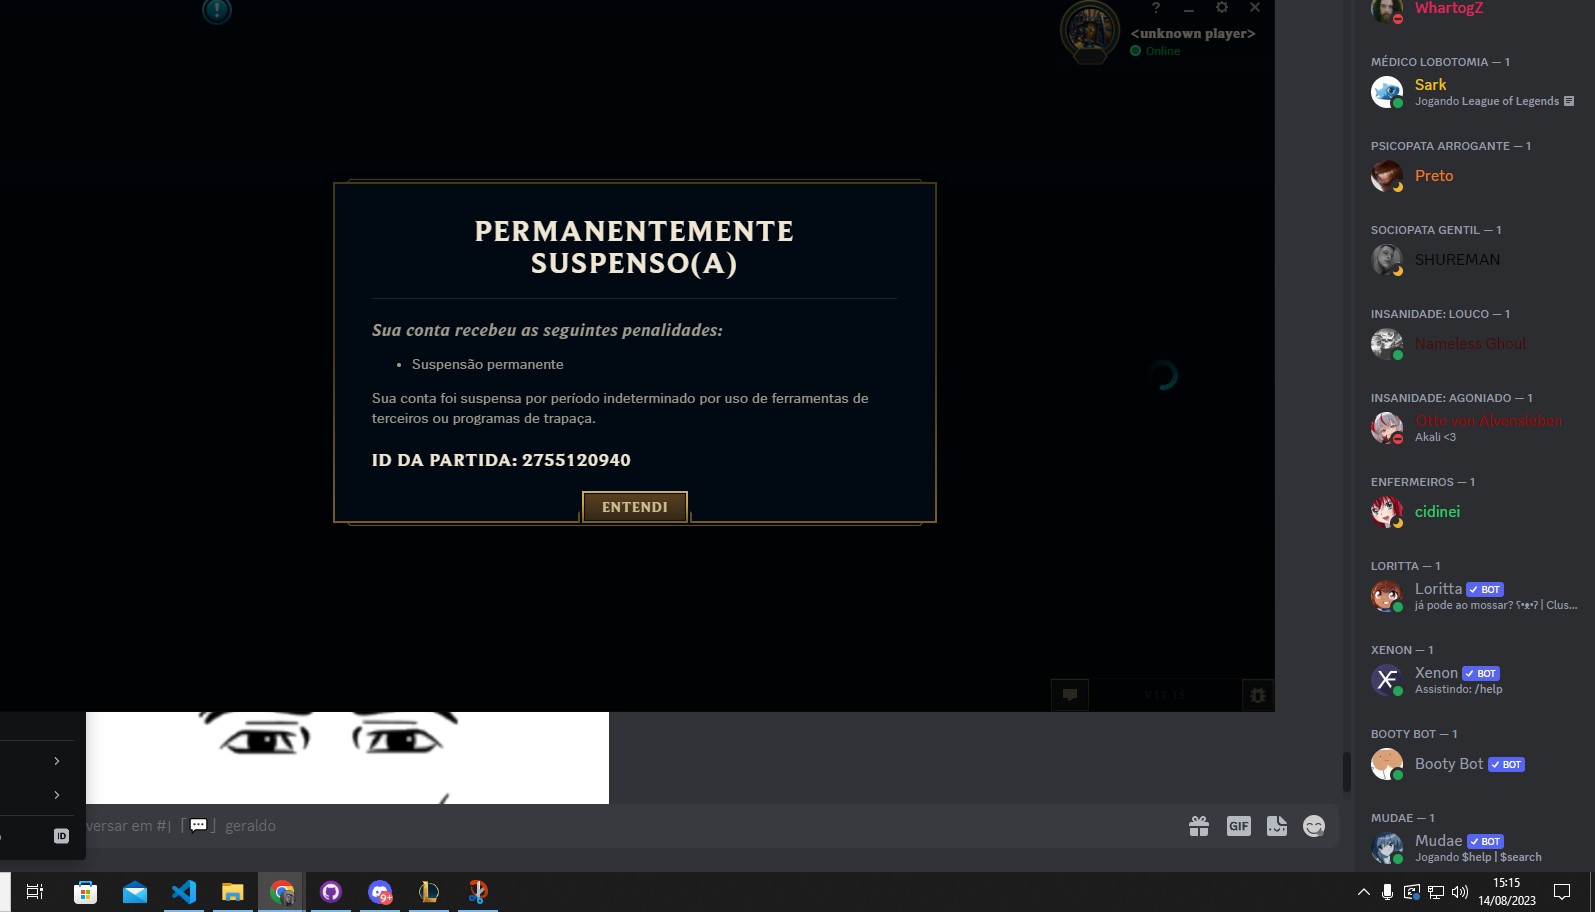 ?
<unknown player>
Online
PERMANENTEMENTE
SUSPENSO(A)
Sua conta recebeu as seguintes penalidades:
• Suspensão permanente
Sua conta foi suspensa por período indeterminado por uso de ferramentas de
terceiros ou programas de trapaça.
ID DA PARTIDA: 2755120940
ENTENDI
WhartogZ
MÉDICO LOBOTOMIA — 1
Sark
Jogando League of Legends
PSICOPATA ARROGANTE — 1
Preto
SOCIOPATA GENTIL — 1
SHUREMAN
INSANIDADE: LOUCO — 1
Nameless Ghoul
INSANIDADE: AGONIADO — 1
Otto von Alvensleben
Akali <3
ENFERMEIROS — 1
cidinei
LORITTA — 1
Loritta ✓ BOT
já pode ao mossar? ʕ•ᴥ•ʔ | Clus...
XENON — 1
Xenon ✓ BOT
Assistindo: /help
BOOTY BOT — 1
Booty Bot ✓ BOT
MUDAE — 1
Mudae ✓ BOT
Jogando $help | $search
ID
versar em #| 「💬」 geraldo
GIF
9+
15:15
14/08/2023